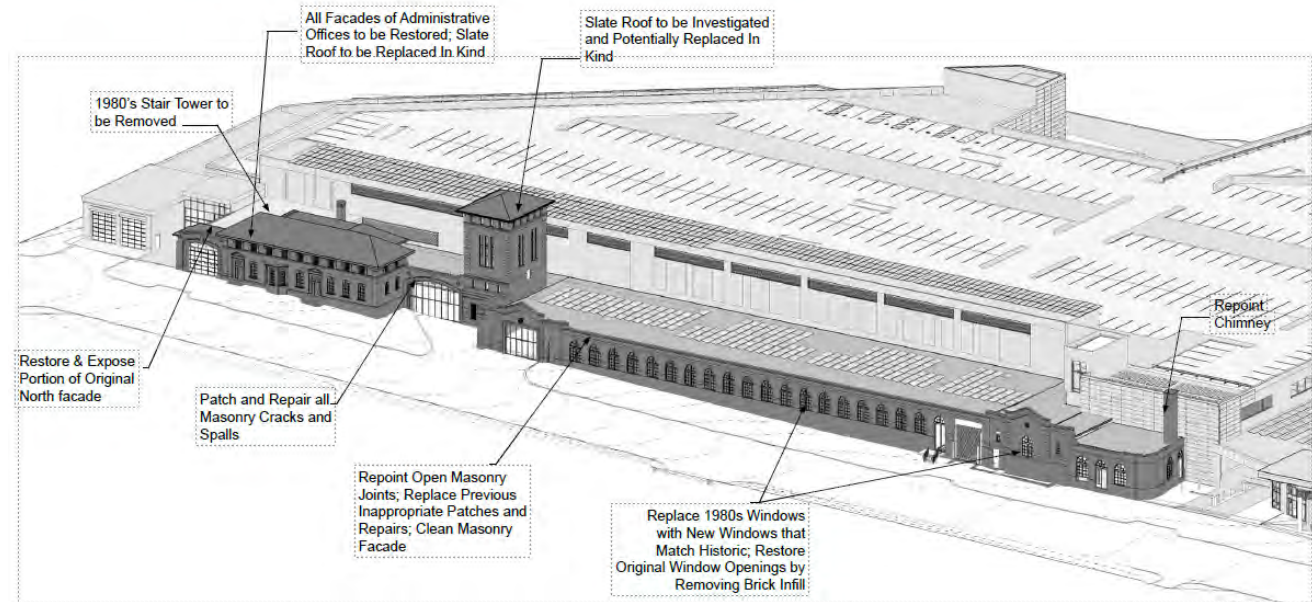 All Facades of Administrative
Offices to be Restored; Slate
Roof to be Replaced In Kind
Slate Roof to be Investigated
and Potentially Replaced In
Kind
1980's Stair Tower to
be Removed
Repoint
Chimney
Restore & Expose
Portion of Original
North facade
Patch and Repair all
Masonry Cracks and
Spalls
Repoint Open Masonry
Joints; Replace Previous
Inappropriate Patches and
Repairs; Clean Masonry
Facade
Replace 1980s Windows
with New Windows that
Match Historic; Restore
Original Window Openings by
Removing Brick Infill